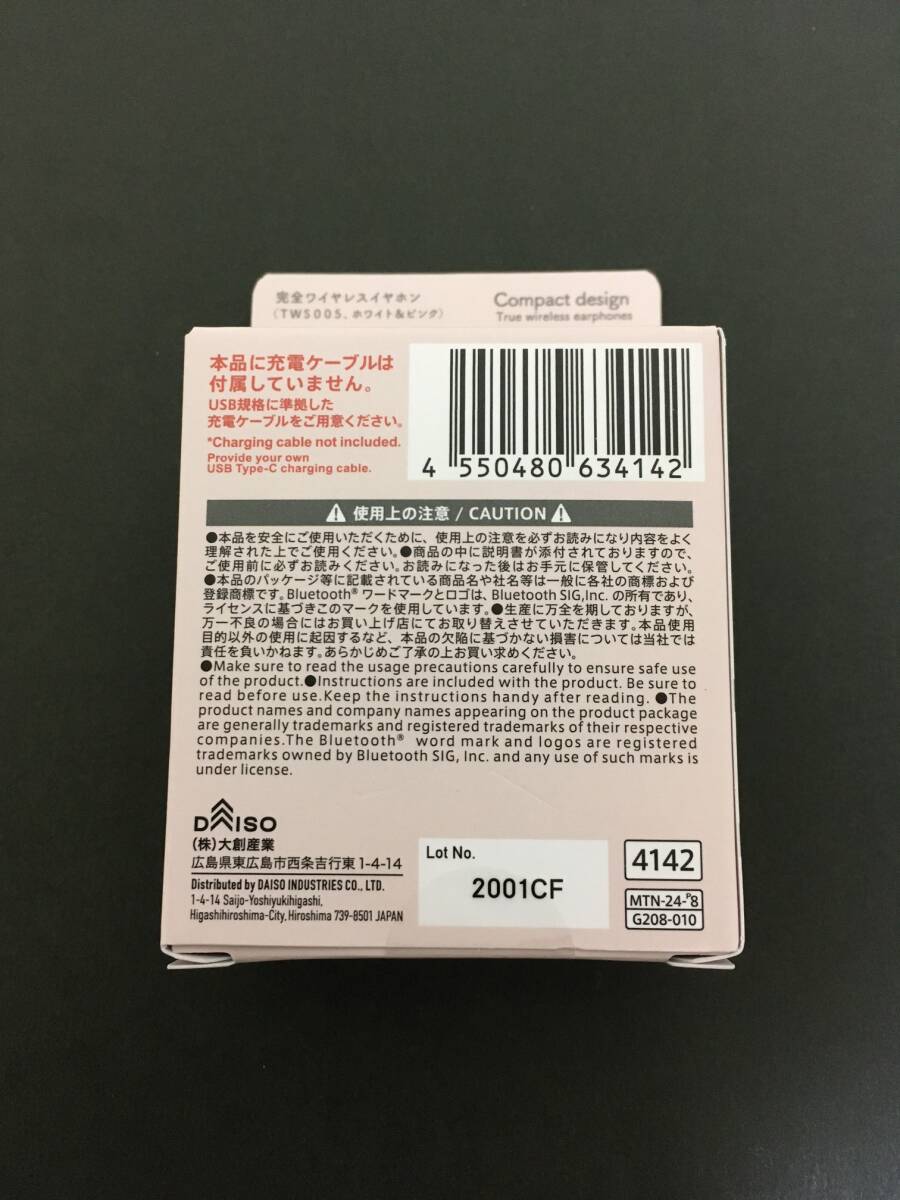 完全ワイヤレスイヤホン
(TWS005、ホワイト&ピンク)
Compact design
True wireless earphones
本品に充電ケーブルは
付属していません。
USB規格に準拠した
充電ケーブルをご用意ください。
*Charging cable not included.
Provide your own
USB Type-C charging cable.
4 550480 634142
使用上の注意 / CAUTION
●本品を安全にご使用いただくために、使用上の注意を必ずお読みになり内容をよく
理解された上でご使用ください。●商品の中に説明書が添付されておりますので、
ご使用前に必ずお読みください。お読みになった後はお手元に保管してください。
●本品のパッケージ等に記載されている商品名や社名等は一般に各社の商標および
登録商標です。Bluetooth® ワードマークとロゴは、Bluetooth SIG,Inc. の所有であり、
ライセンスに基づきこのマークを使用しています。●生産に万全を期しておりますが、
万一不良の場合にはお買い上げ店にてお取り替えさせていただきます。本品使用
目的以外の使用に起因するなど、本品の欠陥に基づかない損害については当社では
責任を負いかねます。あらかじめご了承の上お買い求めください。
●Make sure to read the usage precautions carefully to ensure safe use
of the product.●Instructions are included with the product. Be sure to
read before use.Keep the instructions handy after reading. ●The
product names and company names appearing on the product package
are generally trademarks and registered trademarks of their respective
companies.The Bluetooth® word mark and logos are registered
trademarks owned by Bluetooth SIG, Inc. and any use of such marks is
under license.
DAISO
(株)大創産業
広島県東広島市西条吉行東1-4-14
Distributed by DAISO INDUSTRIES CO., LTD.
1-4-14 Saijo-Yoshiyukihigashi,
Higashihiroshima-City, Hiroshima 739-8501 JAPAN
Lot No.
2001CF
4142
MTN-24-P8
G208-010